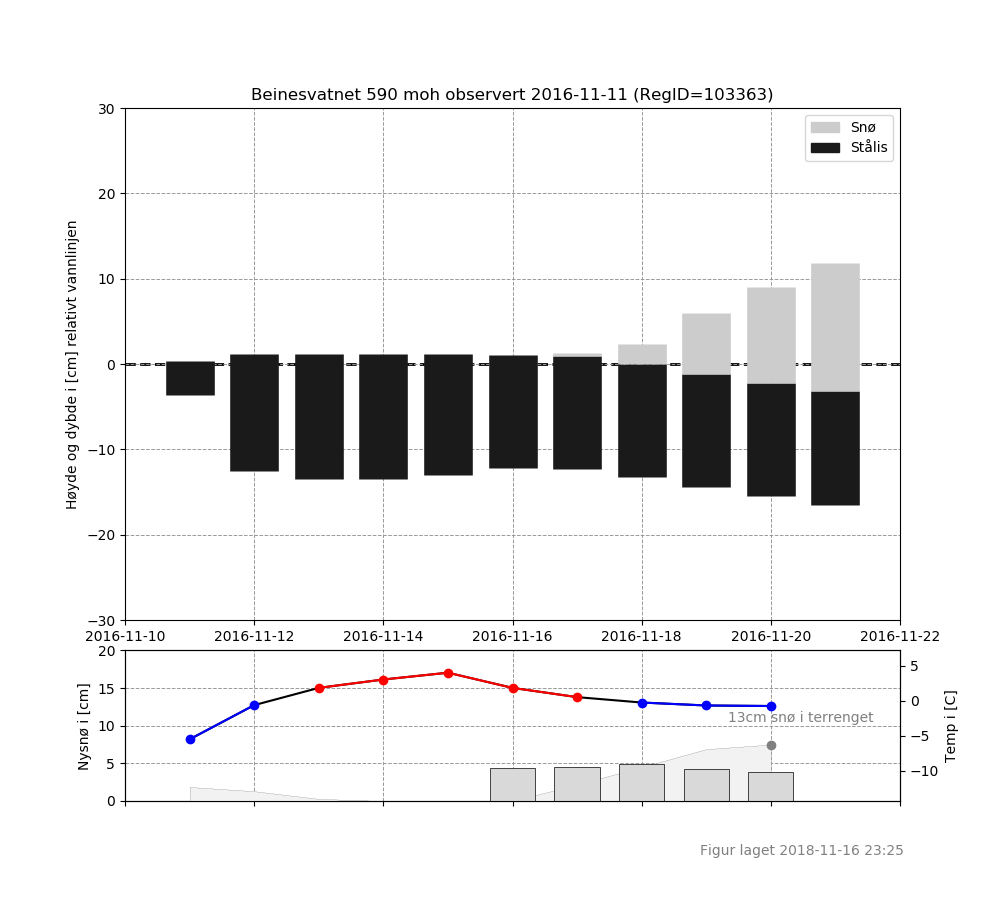 Beinesvatnet 590 moh observert 2016-11-11 (RegID=103363)
Høyde og dybde i [cm] relativt vannlinjen
30
20
10
0
−10
−20
−30
Snø
Stålis
2016-11-10 2016-11-12 2016-11-14 2016-11-16 2016-11-18 2016-11-20 2016-11-22
Nysnø i [cm]
20
15
10
5
0
13cm snø i terrenget
5
0
−5
−10
Temp i [C]
Figur laget 2018-11-16 23:25